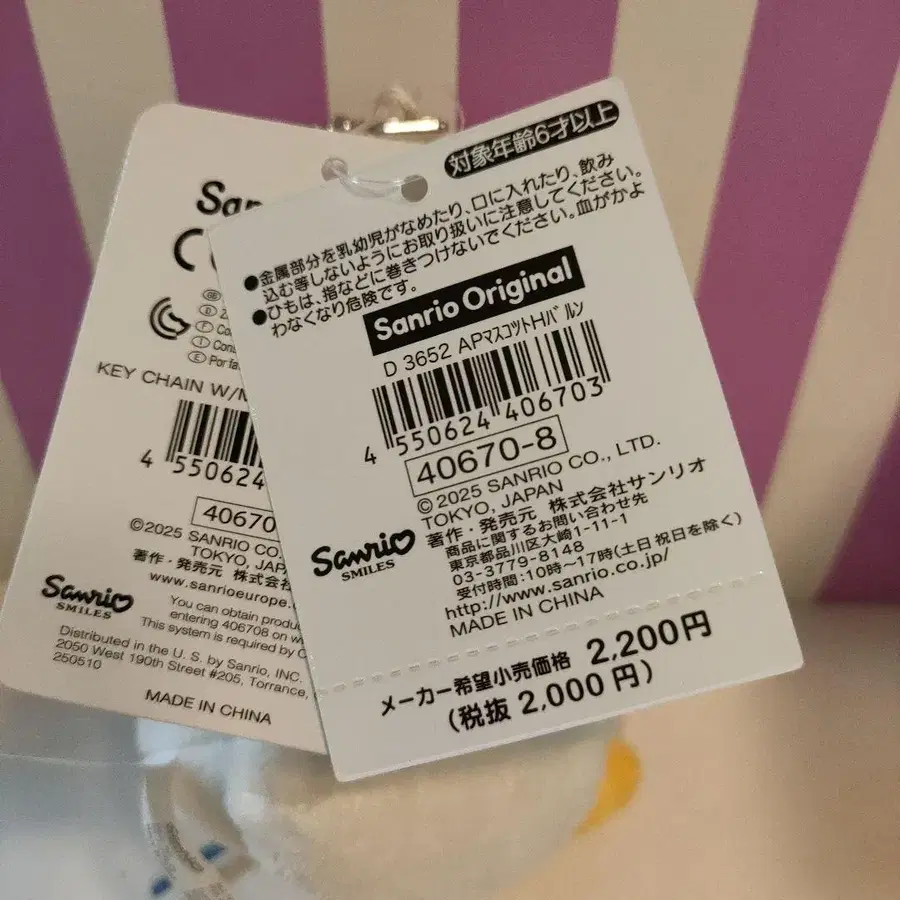 対象年齢6才以上
●金属部分を乳幼児がなめたり、口に入れたり、飲み
込む等しないようにお取り扱いに注意してください。
●ひもは、指などに巻きつけないでください。血がかよ
わなくなり危険です。
Sanrio Original
D 3652 APマスコットHバルン
4 550624 406703
40670-8
©2025 SANRIO CO., LTD.
TOKYO, JAPAN
著作・発売元 株式会社サンリオ
商品に関するお問い合わせ先
東京都品川区大崎1-11-1
03-3779-8148
受付時間:10時~17時(土日祝日を除く)
http://www.sanrio.co.jp/
MADE IN CHINA
Sanrio
SMILES
メーカー希望小売価格 2,200円
(税抜 2,000円)
KEY CHAIN W/
4 550624
40670
©2025 SANRIO CO.
TOKYO, JAPA
著作・発売元 株式会
www.sanrioeurope.
Sanrio
SMILES
You can obtain produ
entering 406708 on w
This system is required by C
Distributed in the U. S. by Sanrio, INC.
2050 West 190th Street #205, Torrance,
250510
MADE IN CHINA